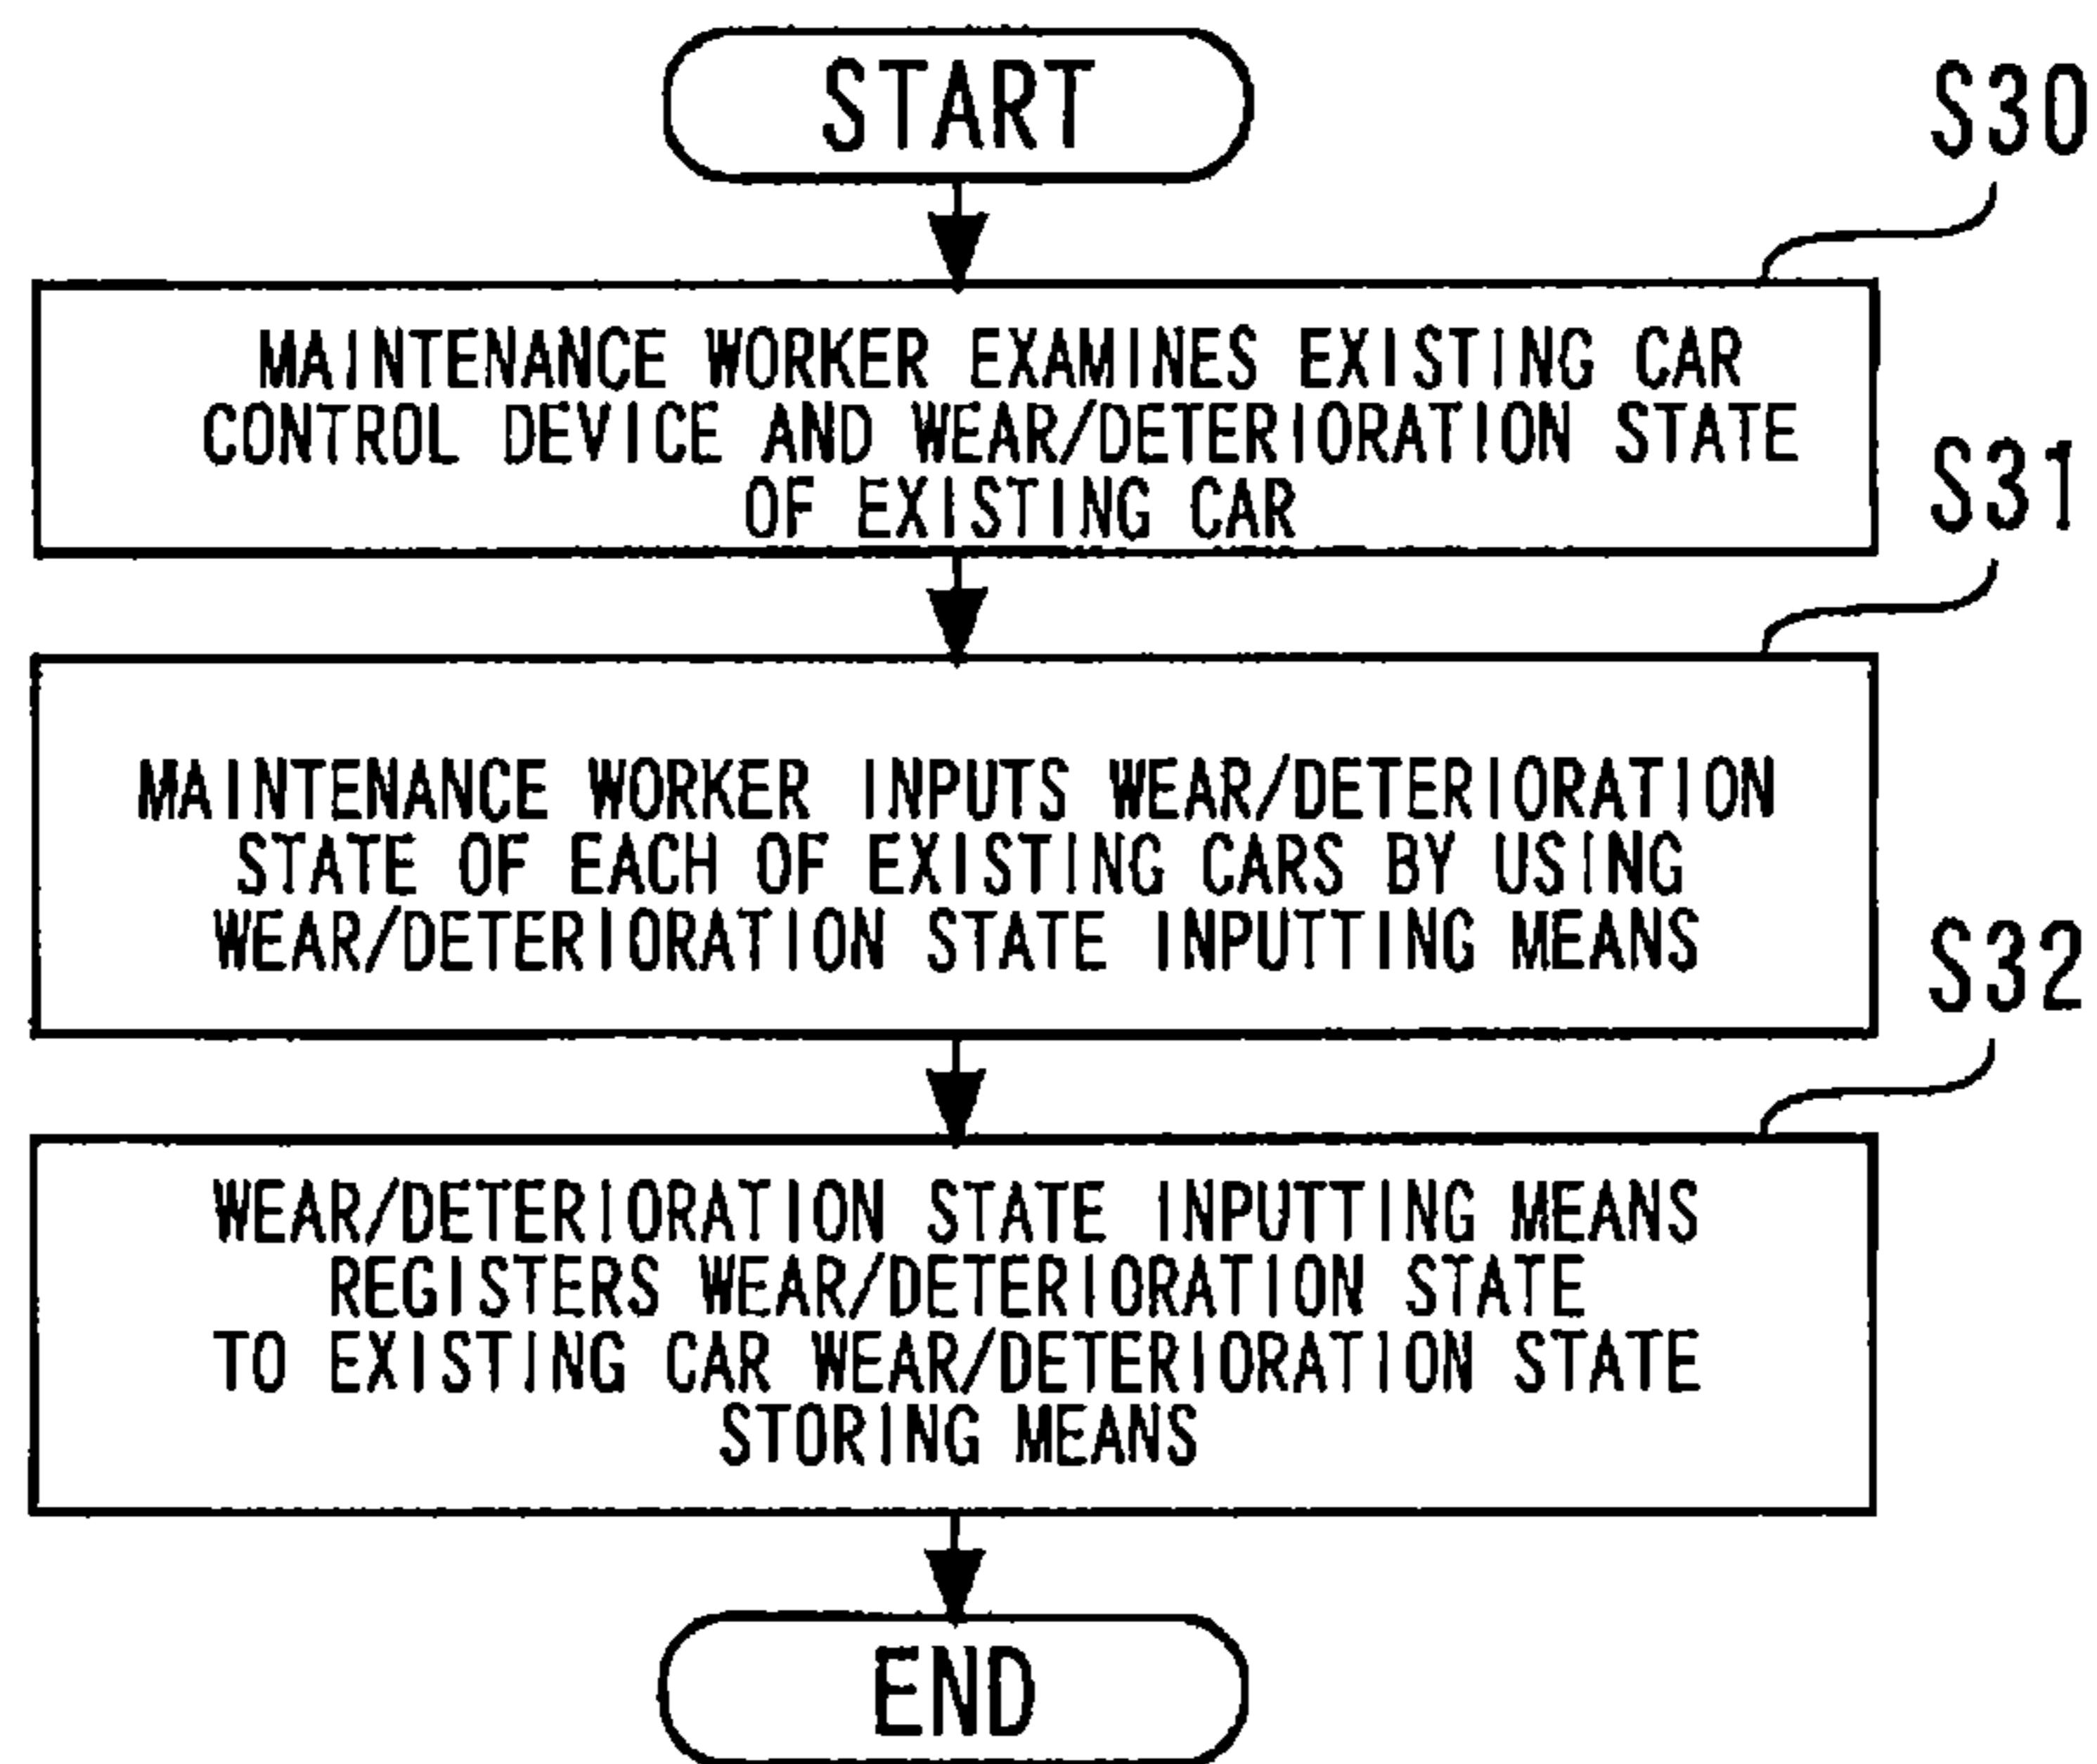 START
S30
MAINTENANCE WORKER EXAMINES EXISTING CAR
CONTROL DEVICE AND WEAR/DETERIORATION STATE
OF EXISTING CAR
S31
MAINTENANCE WORKER INPUTS WEAR/DETERIORATION
STATE OF EACH OF EXISTING CARS BY USING
WEAR/DETERIORATION STATE INPUTTING MEANS
S32
WEAR/DETERIORATION STATE INPUTTING MEANS
REGISTERS WEAR/DETERIORATION STATE
TO EXISTING CAR WEAR/DETERIORATION STATE
STORING MEANS
END